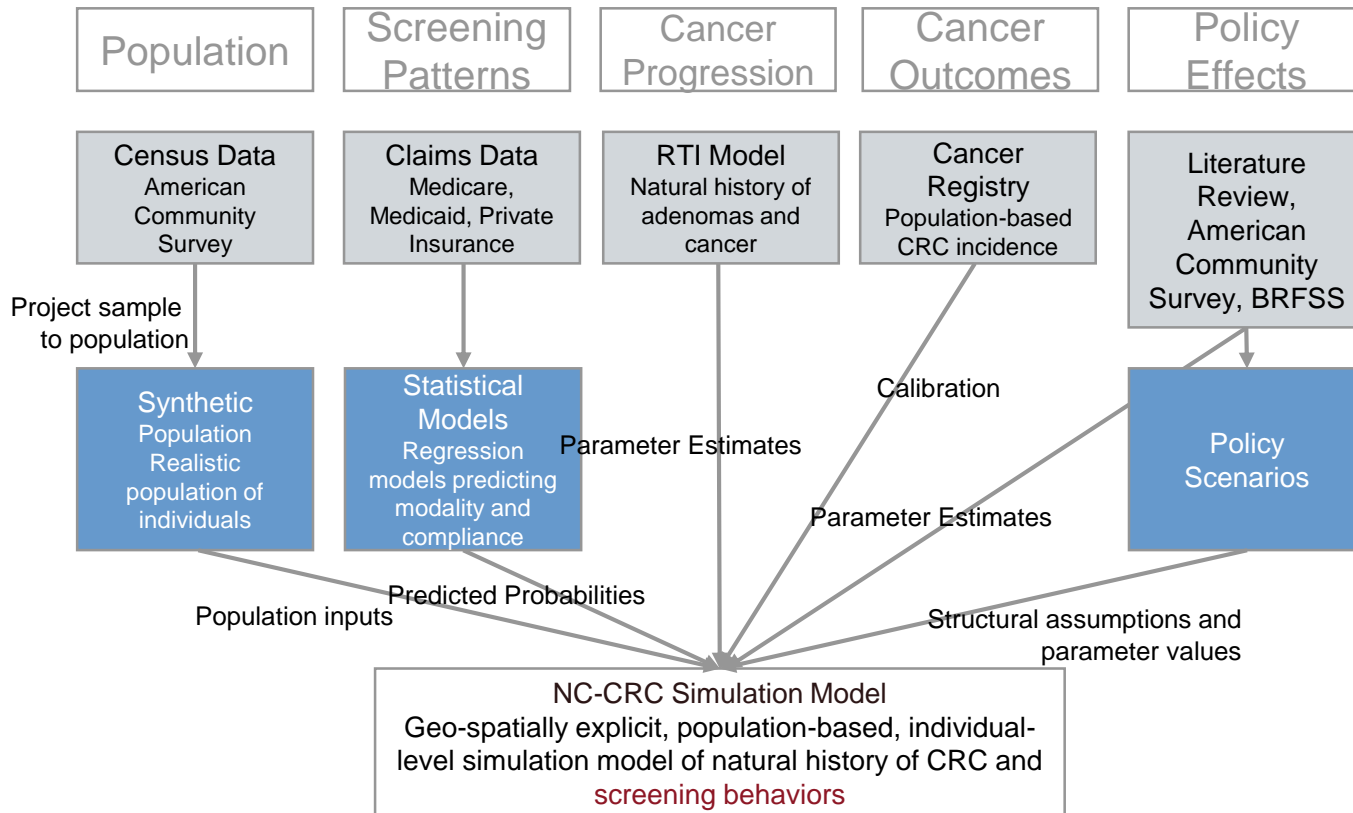 Population
Screening
Patterns
Cancer
Progression
Cancer
Outcomes
Policy
Effects
Census Data
American
Community
Survey
Claims Data
Medicare,
Medicaid, Private
Insurance
RTI Model
Natural history of
adenomas and
cancer
Cancer
Registry
Population-based
CRC incidence
Literature
Review,
American
Community
Survey, BRFSS
Project sample
to population
Synthetic
Population
Realistic
population of
individuals
Statistical
Models
Regression
models predicting
modality and
compliance
Parameter Estimates
Calibration
Parameter Estimates
Policy
Scenarios
Population inputs
Predicted Probabilities
Structural assumptions and
parameter values
NC-CRC Simulation Model
Geo-spatially explicit, population-based, individual-
level simulation model of natural history of CRC and
screening behaviors